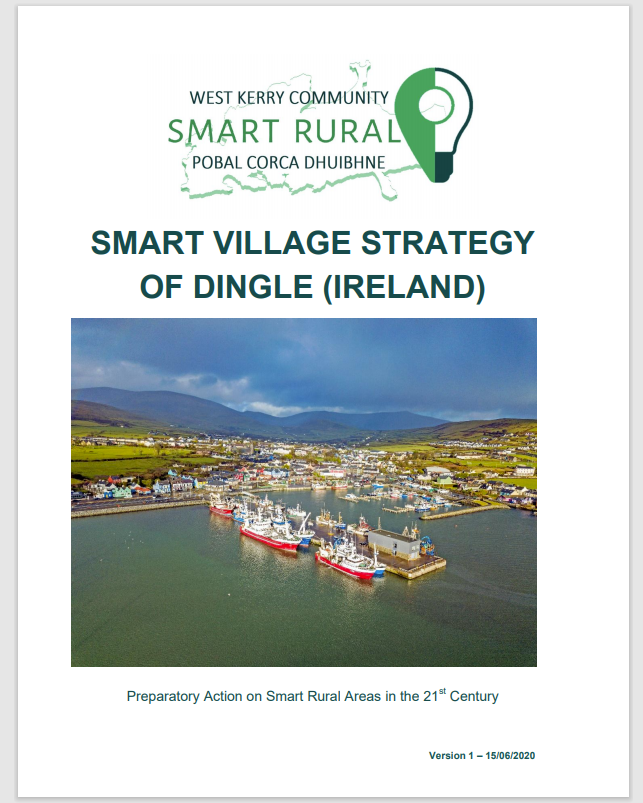 WEST KERRY COMMUNITY
SMART RURAL
POBAL CORCA DHUIBHNE
SMART VILLAGE STRATEGY
OF DINGLE (IRELAND)
Preparatory Action on Smart Rural Areas in the 21st Century
Version 1 – 15/06/2020